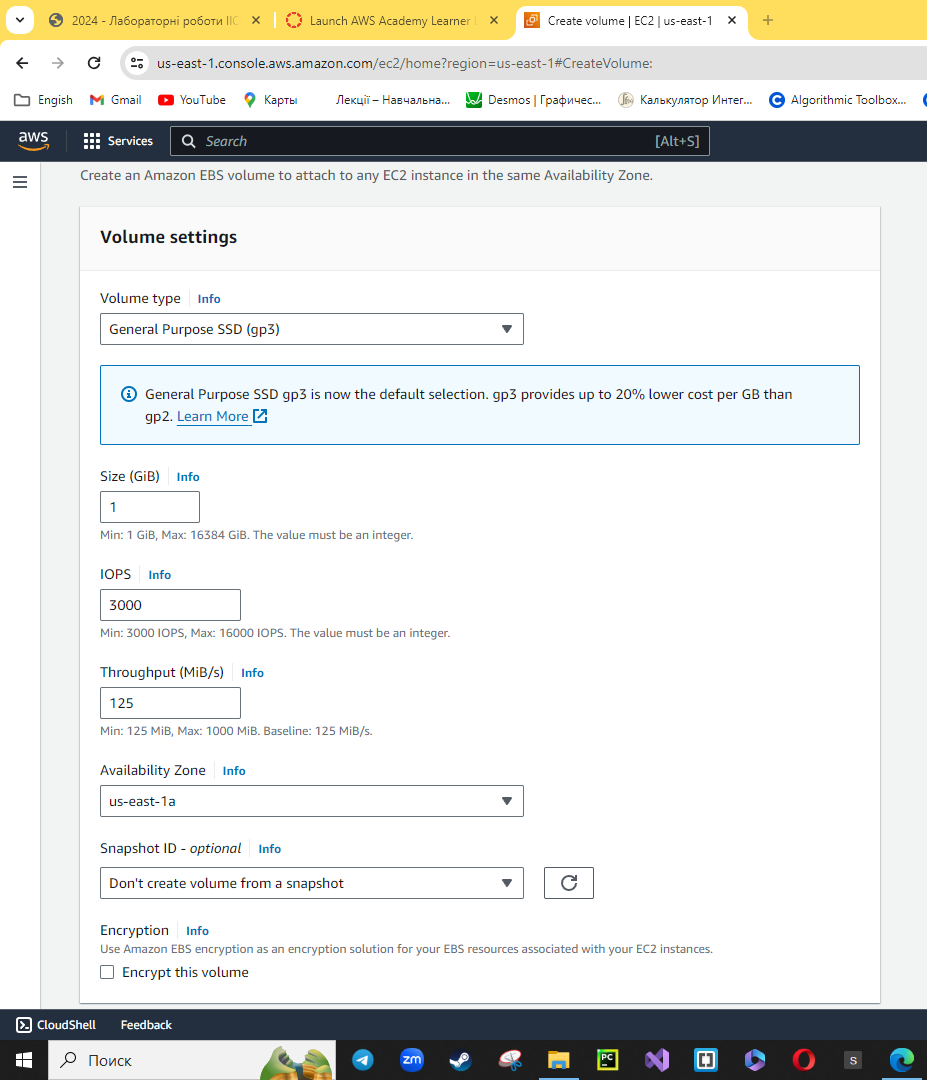 2024 - Лабораторні роботи ІІС
Launch AWS Academy Learner L
Create volume | EC2 | us-east-1
us-east-1.console.aws.amazon.com/ec2/home?region=us-east-1#CreateVolume:
Engish
Gmail
YouTube
Карты
Лекції – Навчальна...
Desmos | Графичес...
Калькулятор Интег...
Algorithmic Toolbox...
aws
Services
Search
[Alt+S]
Create an Amazon EBS volume to attach to any EC2 instance in the same Availability Zone.
Volume settings
Volume type Info
General Purpose SSD (gp3)
General Purpose SSD gp3 is now the default selection. gp3 provides up to 20% lower cost per GB than
gp2. Learn More
Size (GiB) Info
1
Min: 1 GiB, Max: 16384 GiB. The value must be an integer.
IOPS Info
3000
Min: 3000 IOPS, Max: 16000 IOPS. The value must be an integer.
Throughput (MiB/s) Info
125
Min: 125 MiB, Max: 1000 MiB. Baseline: 125 MiB/s.
Availability Zone Info
us-east-1a
Snapshot ID - optional Info
Don't create volume from a snapshot
Encryption Info
Use Amazon EBS encryption as an encryption solution for your EBS resources associated with your EC2 instances.
Encrypt this volume
CloudShell
Feedback
Поиск
zm
PC
S